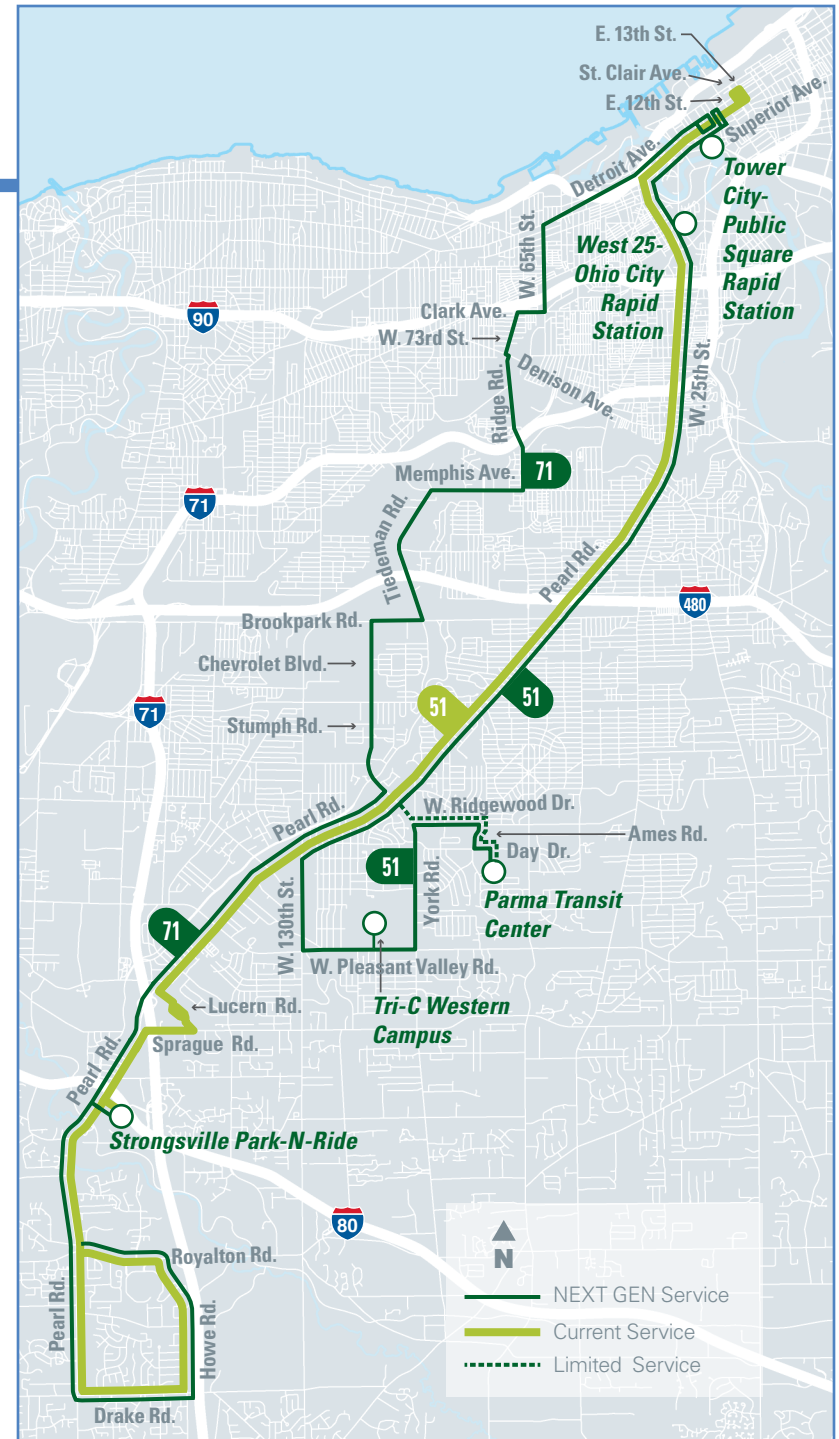 E. 13th St.
St. Clair Ave.
E. 12th St.
Superior Ave.
Detroit Ave.
Tower
City-
Public
Square
Rapid
Station
W. 65th St.
West 25-
Ohio City
Rapid
Station
90
Clark Ave.
W. 73rd St.
Denison Ave.
Ridge Rd.
W. 25th St.
Memphis Ave.
71
71
Tiedeman Rd.
Pearl Rd.
480
Brookpark Rd.
Chevrolet Blvd.
51
51
71
Stumph Rd.
Pearl Rd.
W. Ridgewood Dr.
Ames Rd.
Day Dr.
51
York Rd.
Parma Transit
Center
W. 130th St.
71
W. Pleasant Valley Rd.
Tri-C Western
Campus
Lucern Rd.
Sprague Rd.
Pearl Rd.
Strongsville Park-N-Ride
80
Royalton Rd.
Pearl Rd.
Howe Rd.
Drake Rd.
N
NEXT GEN Service
Current Service
Limited Service